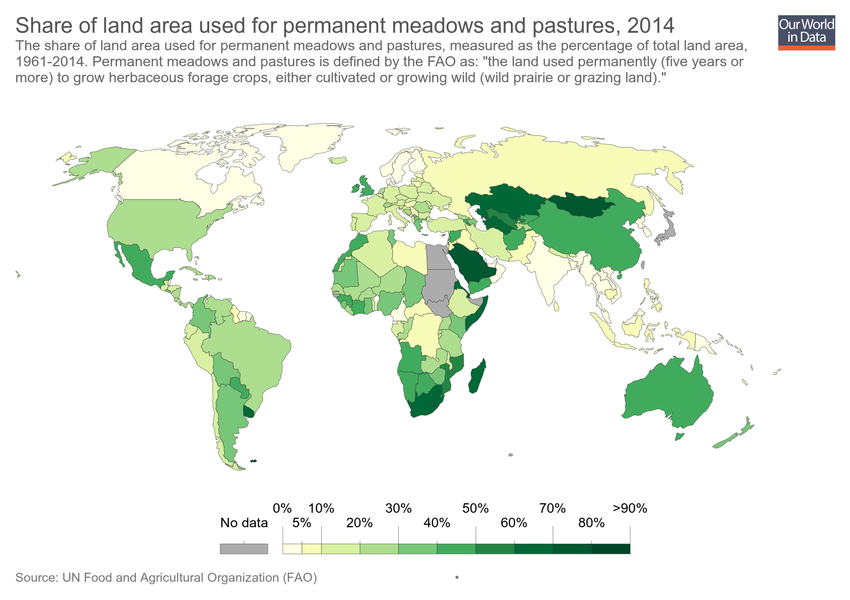 Share of land area used for permanent meadows and pastures, 2014
Our World
in Data
The share of land area used for permanent meadows and pastures, measured as the percentage of total land area,
1961-2014. Permanent meadows and pastures is defined by the FAO as: "the land used permanently (five years or
more) to grow herbaceous forage crops, either cultivated or growing wild (wild prairie or grazing land)."
0% 10% 30% 50% 70% >90%
No data 5% 20% 40% 60% 80%
Source: UN Food and Agricultural Organization (FAO)